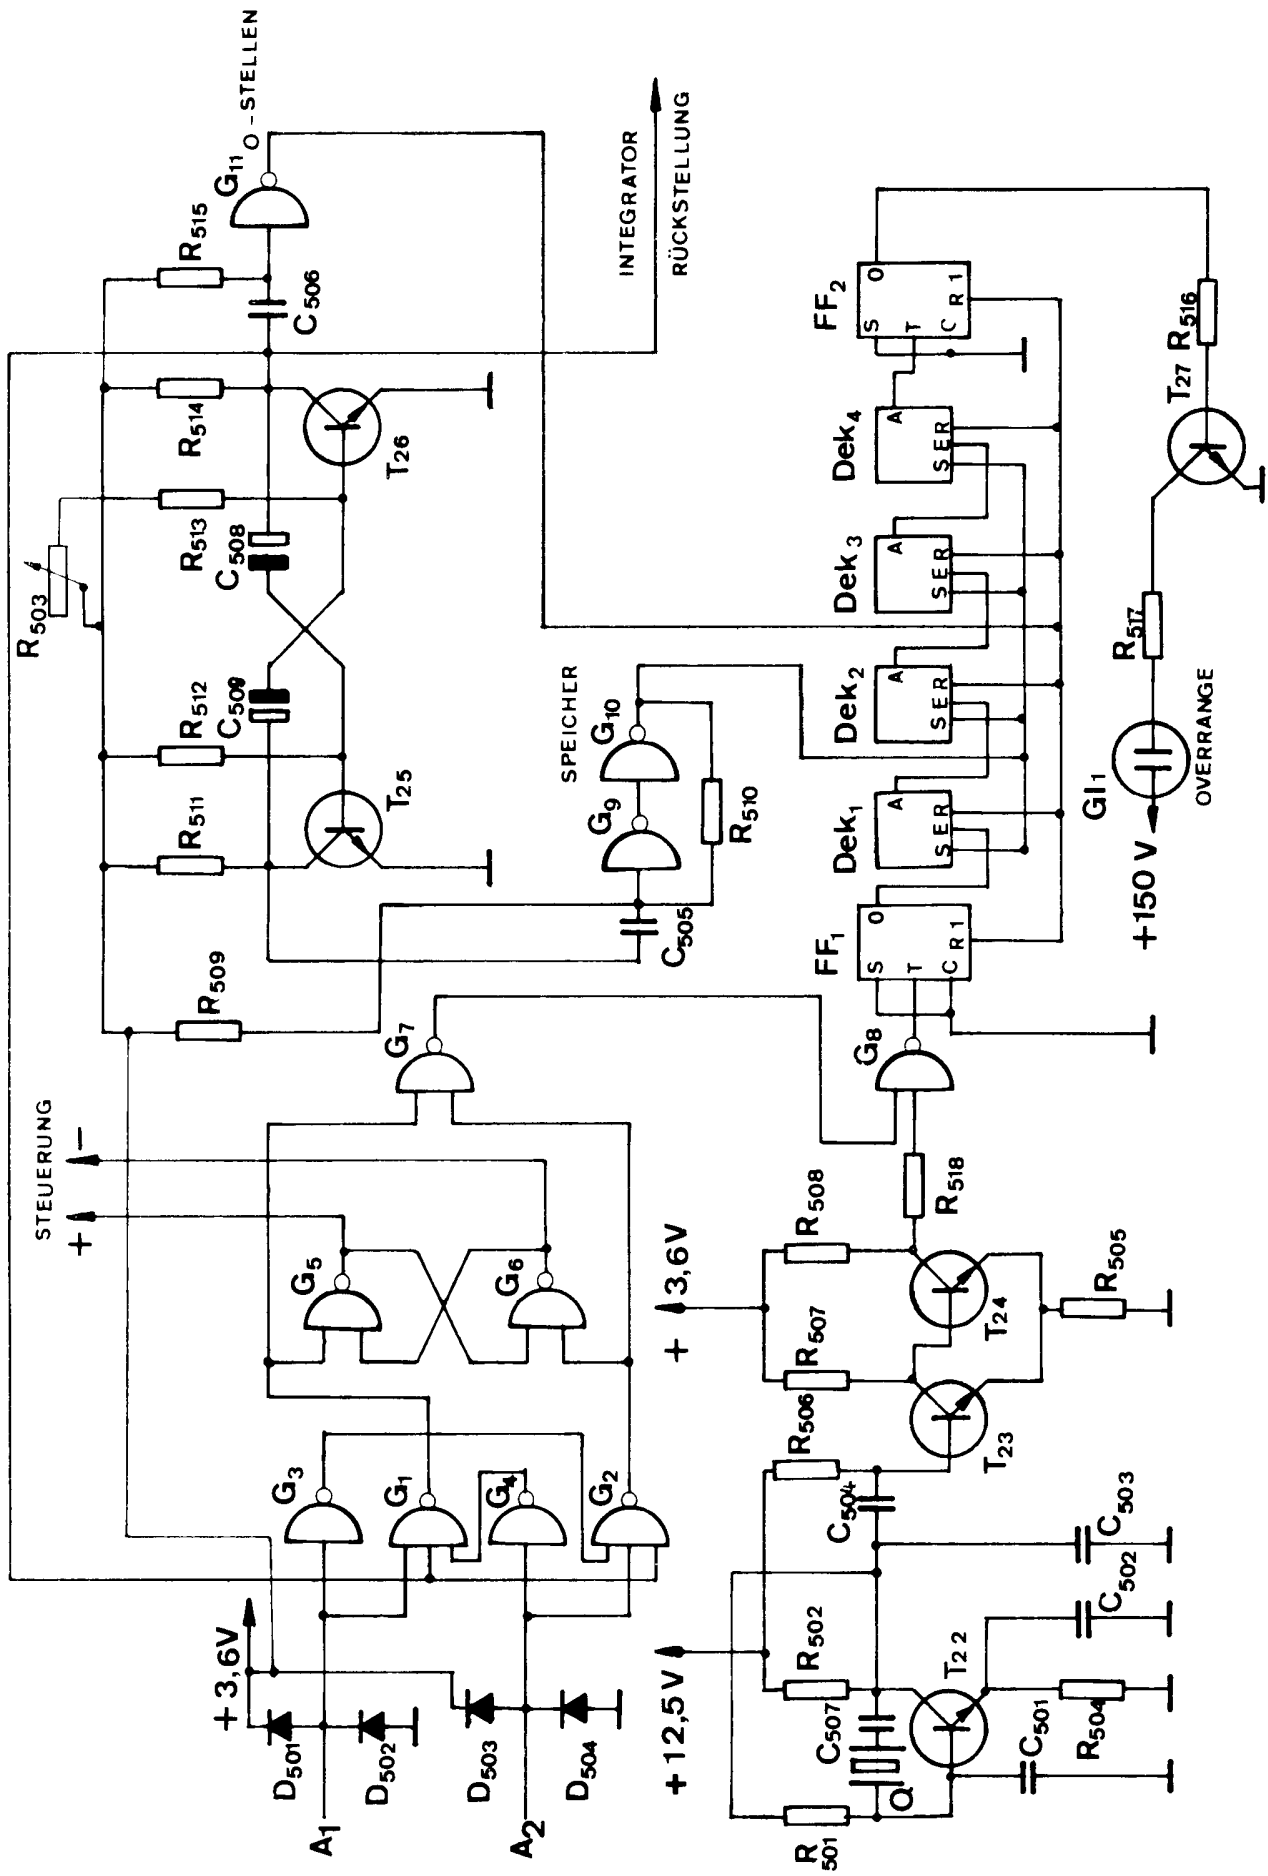 A1
A2
D501
D502
D503
D504
+3,6V
G3
G1
G4
G2
G5
G6
STEUERUNG
+
−
G7
R509
R511
R512
C509
T25
R503
R513
C508
R514
T26
C506
R515
G11
O-STELLEN
INTEGRATOR
RÜCKSTELLUNG
SPEICHER
G9
G10
R510
C505
+12,5V
R501
Q
C507
R502
T22
C501
R504
C502
C503
C504
R506
R507
R508
+3,6V
T23
T24
R505
R518
G8
FF1
S
T
C
R1
O
Dek1
A
S E R
Dek2
A
S E R
Dek3
A
S E R
Dek4
A
S E R
FF2
S
T
C
R1
O
+150V
Gl1
OVERRANGE
R517
T27
R516